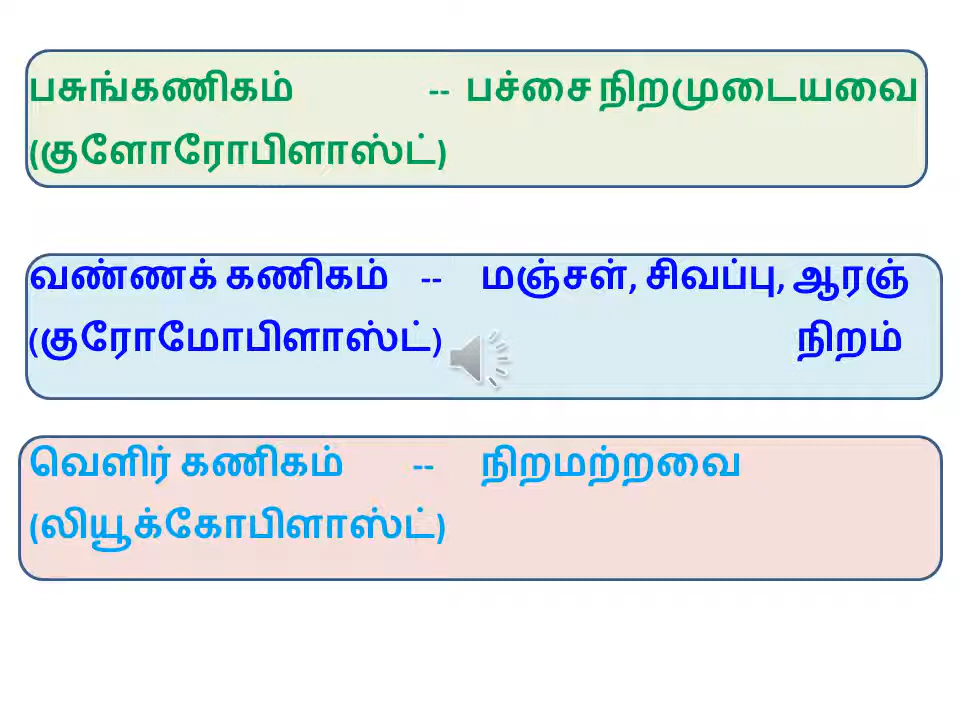 பசுங்கணிகம் -- பச்சை நிறமுடையவை
(குளோரோபிளாஸ்ட்)
வண்ணக் கணிகம் -- மஞ்சள், சிவப்பு, ஆரஞ்
(குரோமோபிளாஸ்ட்) நிறம்
வெளிர் கணிகம் -- நிறமற்றவை
(லியூக்கோபிளாஸ்ட்)